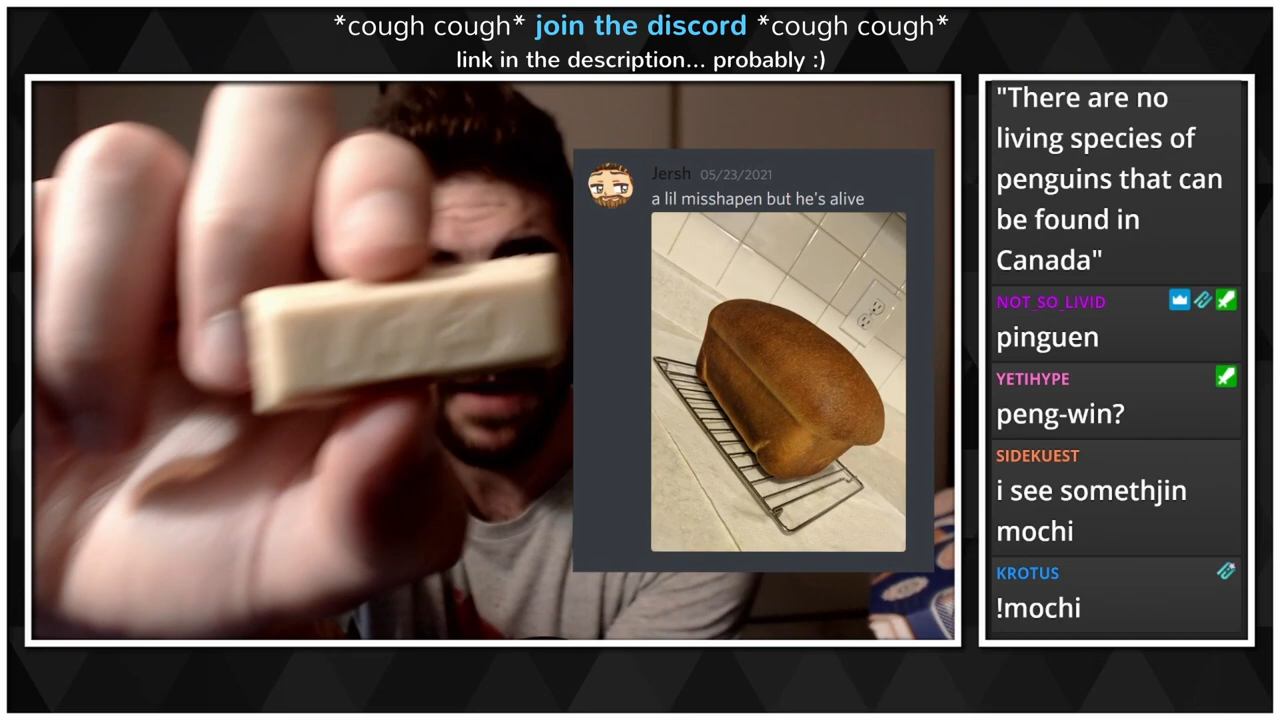 *cough cough* join the discord *cough cough*
link in the description... probably :)
Jersh 05/23/2021
a lil misshapen but he's alive
"There are no
living species of
penguins that can
be found in
Canada"
NOT_SO_LIVID
pinguen
YETIHYPE
peng-win?
SIDEKUEST
i see somethjin
mochi
KROTUS
!mochi